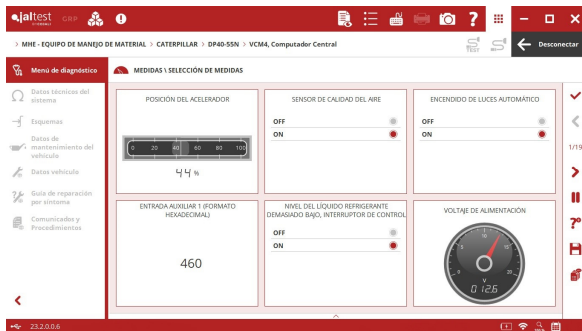 jaltest GRP
> MHE - EQUIPO DE MANEJO DE MATERIAL > CATERPILLAR > DP40-55N > VCM4, Computador Central
TEST
Desconectar
Menú de diagnóstico
MEDIDAS \ SELECCIÓN DE MEDIDAS
Datos técnicos del
sistema
Esquemas
Datos de
mantenimiento del
vehículo
Datos vehículo
Guía de reparación
por síntoma
Comunicados y
Procedimientos
POSICIÓN DEL ACELERADOR
0 20 40 60 80 100
44 %
SENSOR DE CALIDAD DEL AIRE
OFF
ON
ENCENDIDO DE LUCES AUTOMÁTICO
OFF
ON
1/19
ENTRADA AUXILIAR 1 (FORMATO
HEXADECIMAL)
460
NIVEL DEL LÍQUIDO REFRIGERANTE
DEMASIADO BAJO, INTERRUPTOR DE CONTROL
OFF
ON
VOLTAJE DE ALIMENTACIÓN
V
012.6
23.2.0.0.6